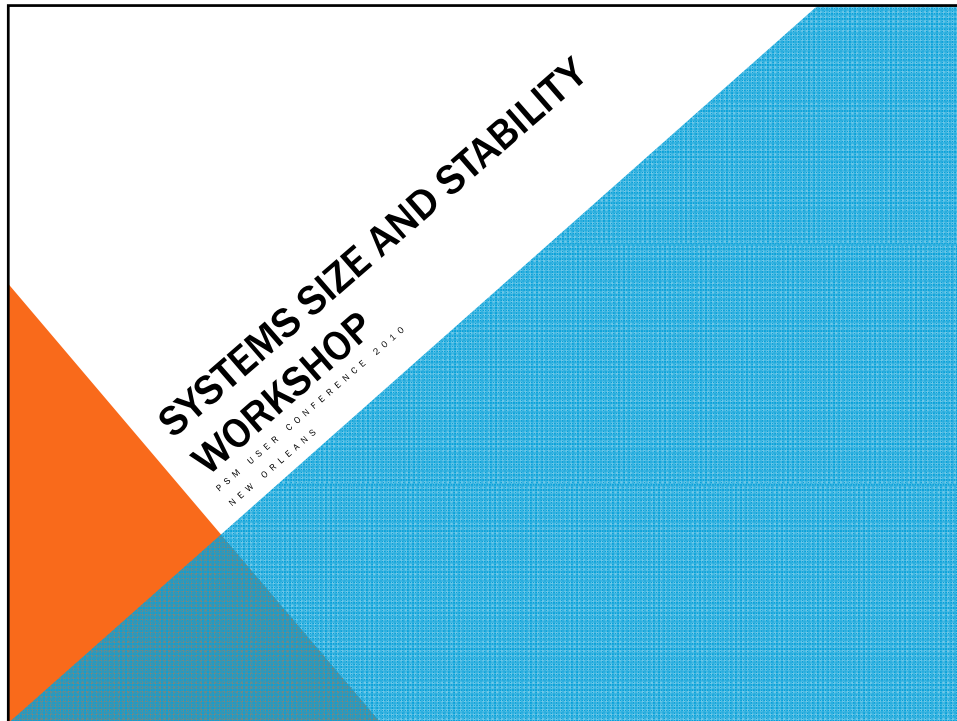 SYSTEMS SIZE AND STABILITY
WORKSHOP
PSM USER CONFERENCE 2010
NEW ORLEANS